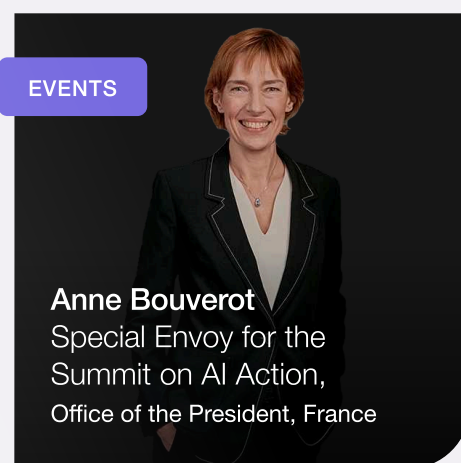 EVENTS
Anne Bouverot
Special Envoy for the
Summit on AI Action,
Office of the President, France